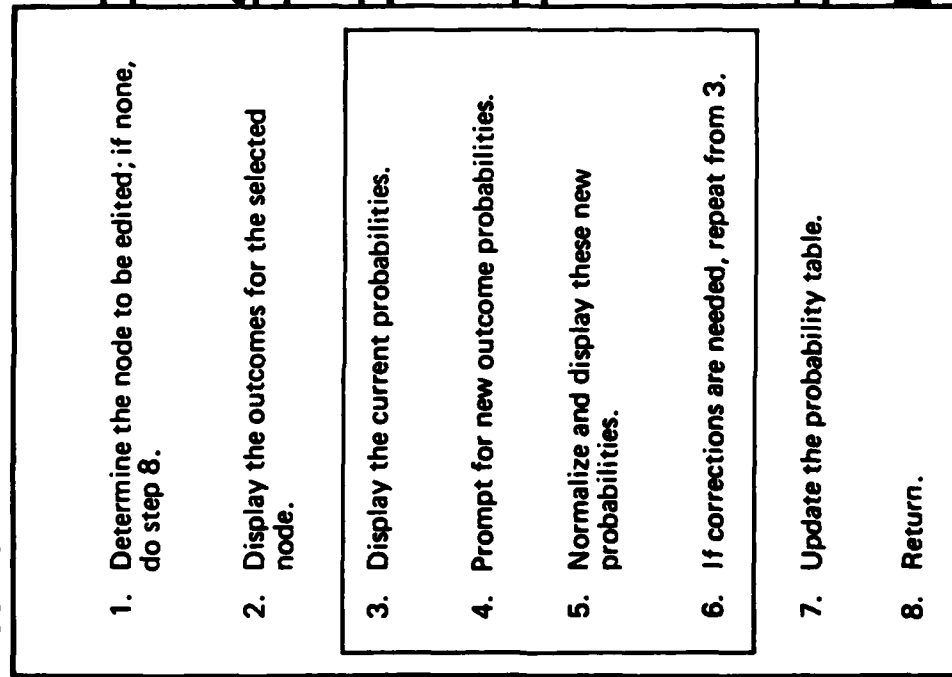 1. Determine the node to be edited; if none,
do step 8.
2. Display the outcomes for the selected
node.
3. Display the current probabilities.
4. Prompt for new outcome probabilities.
5. Normalize and display these new
probabilities.
6. If corrections are needed, repeat from 3.
7. Update the probability table.
8. Return.